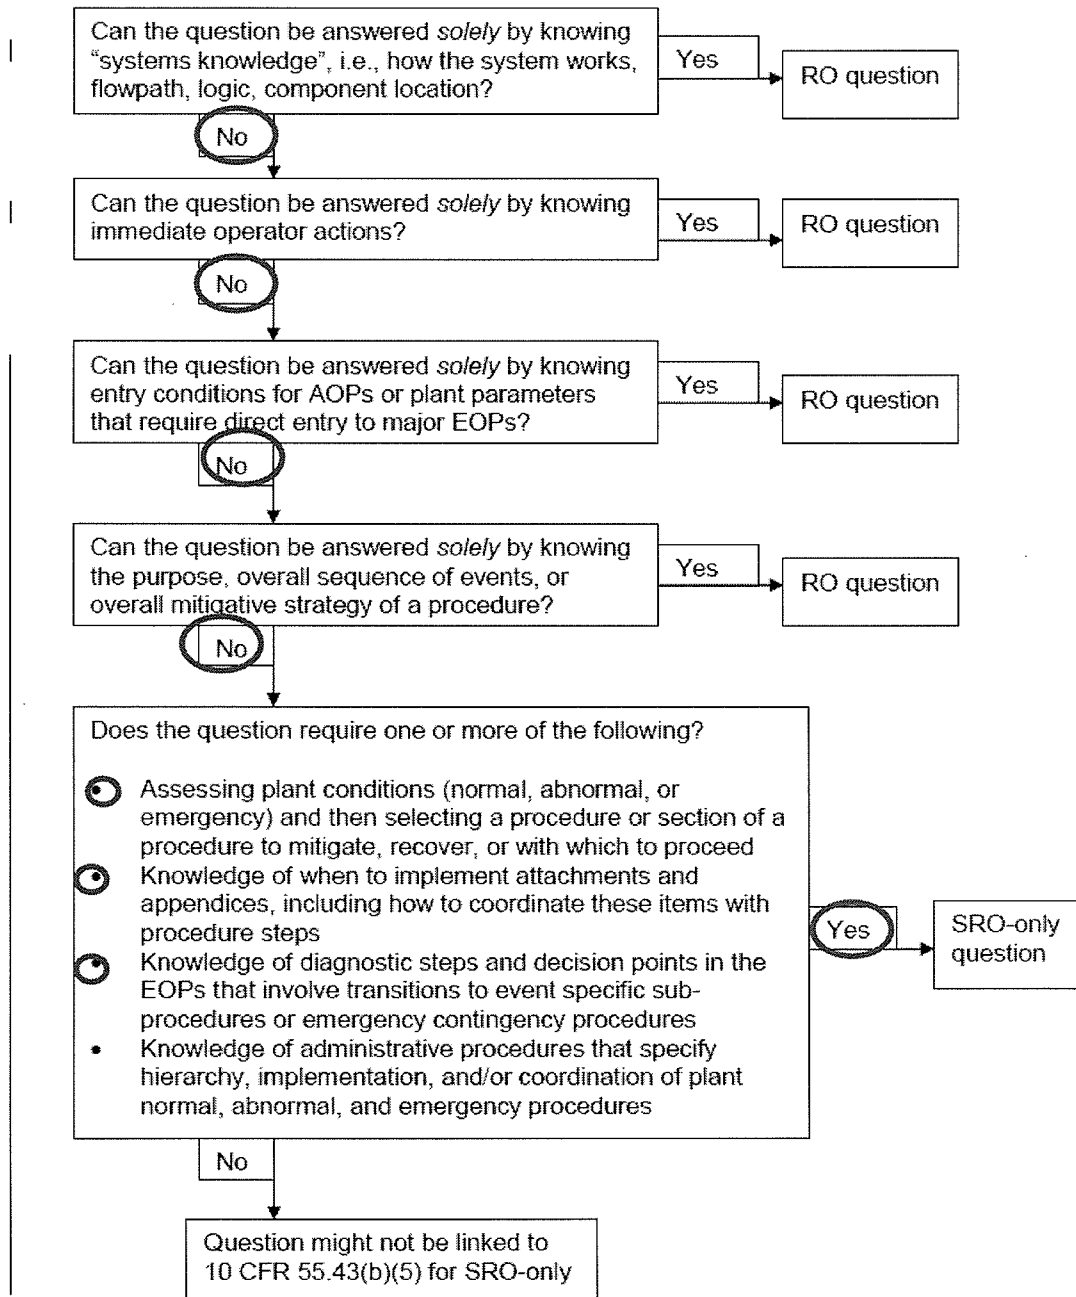 Can the question be answered solely by knowing
“systems knowledge”, i.e., how the system works,
flowpath, logic, component location?
Yes
RO question
No
Can the question be answered solely by knowing
immediate operator actions?
Yes
RO question
No
Can the question be answered solely by knowing
entry conditions for AOPs or plant parameters
that require direct entry to major EOPs?
Yes
RO question
No
Can the question be answered solely by knowing
the purpose, overall sequence of events, or
overall mitigative strategy of a procedure?
Yes
RO question
No
Does the question require one or more of the following?
• Assessing plant conditions (normal, abnormal, or
emergency) and then selecting a procedure or section of a
procedure to mitigate, recover, or with which to proceed
• Knowledge of when to implement attachments and
appendices, including how to coordinate these items with
procedure steps
• Knowledge of diagnostic steps and decision points in the
EOPs that involve transitions to event specific sub-
procedures or emergency contingency procedures
• Knowledge of administrative procedures that specify
hierarchy, implementation, and/or coordination of plant
normal, abnormal, and emergency procedures
Yes
SRO-only
question
No
Question might not be linked to
10 CFR 55.43(b)(5) for SRO-only